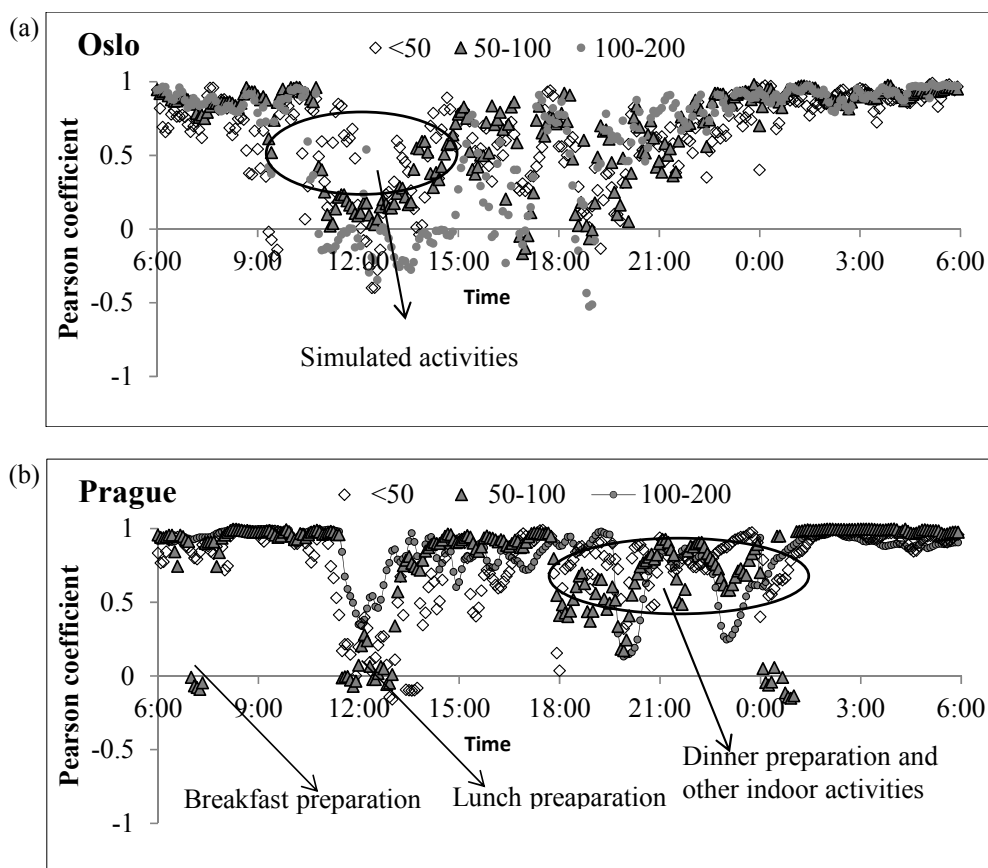 (a)
Oslo
<50 50-100 100-200
Pearson coefficient
1
0.5
0
-0.5
-1
6:00 9:00 12:00 15:00 18:00 21:00 0:00 3:00 6:00
Time
Simulated activities
(b)
Prague
<50 50-100 100-200
Pearson coefficient
1
0.5
0
-0.5
-1
6:00 9:00 12:00 15:00 18:00 21:00 0:00 3:00 6:00
Time
Breakfast preparation
Lunch preaparation
Dinner preparation and
other indoor activities